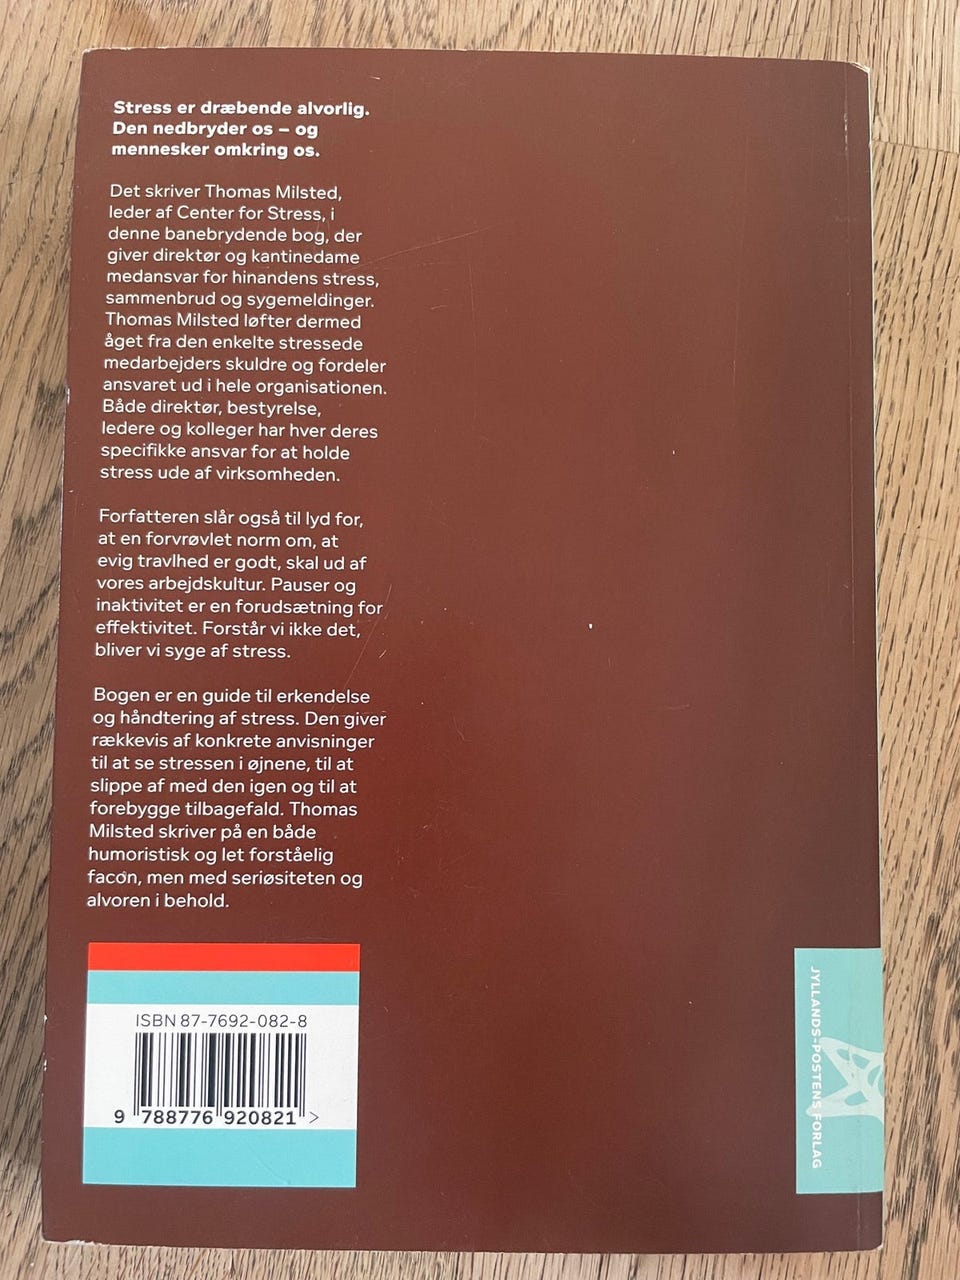 Stress er dræbende alvorlig.
Den nedbryder os – og
mennesker omkring os.
Det skriver Thomas Milsted,
leder af Center for Stress, i
denne banebrydende bog, der
giver direktør og kantinedame
medansvar for hinandens stress,
sammenbrud og sygemeldinger.
Thomas Milsted løfter dermed
åget fra den enkelte stressede
medarbejders skuldre og fordeler
ansvaret ud i hele organisationen.
Både direktør, bestyrelse,
ledere og kolleger har hver deres
specifikke ansvar for at holde
stress ude af virksomheden.
Forfatteren slår også til lyd for,
at en forvrøvlet norm om, at
evig travlhed er godt, skal ud af
vores arbejdskultur. Pauser og
inaktivitet er en forudsætning for
effektivitet. Forstår vi ikke det,
bliver vi syge af stress.
Bogen er en guide til erkendelse
og håndtering af stress. Den giver
rækkevis af konkrete anvisninger
til at se stressen i øjnene, til at
slippe af med den igen og til at
forebygge tilbagefald. Thomas
Milsted skriver på en både
humoristisk og let forståelig
facon, men med seriøsiteten og
alvoren i behold.
ISBN 87-7692-082-8
9 788776 920821 >
JYLLANDS-POSTENS FORLAG